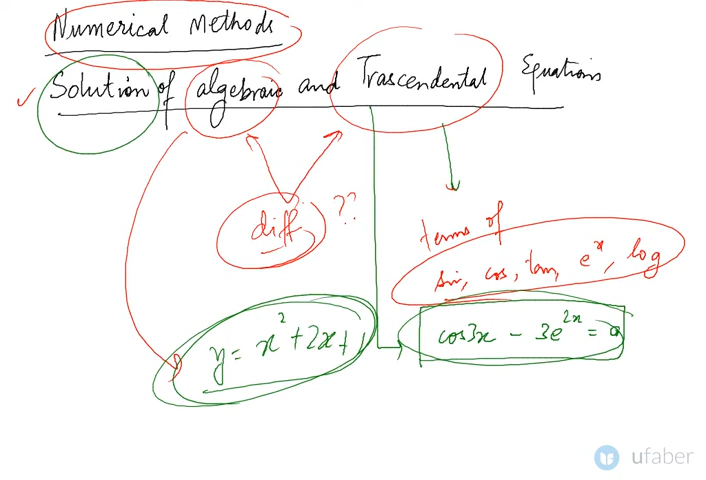 Numerical Methods
Solution of algebraic and Trascendental Equations
diff ??
terms of
sin, cos, tan, e^x, log
y = x^2 + 2x + 1
cos3x - 3e^2x = 0
ufaber